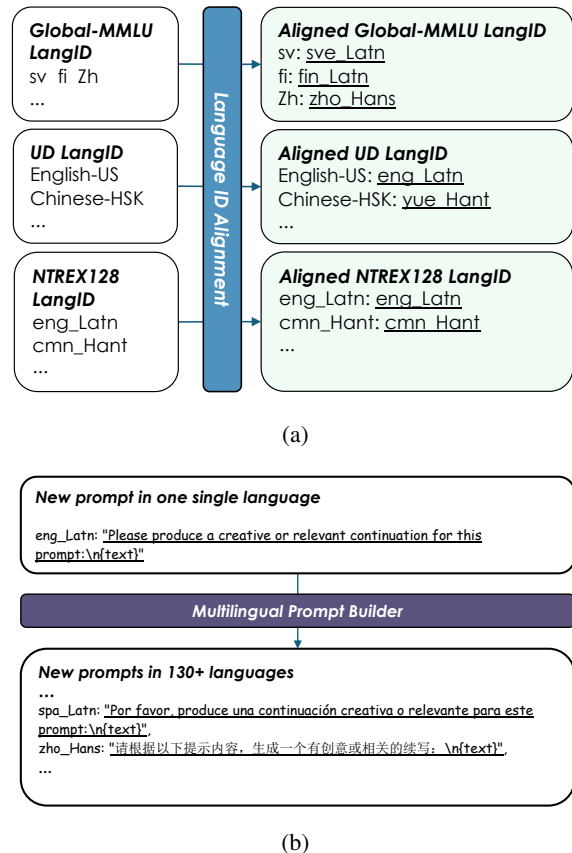 Global-MMLU
LangID
sv fi Zh
...
UD LangID
English-US
Chinese-HSK
...
NTREX128
LangID
eng_Latn
cmn_Hant
...
Language ID Alignment
Aligned Global-MMLU LangID
sv: sve_Latn
fi: fin_Latn
Zh: zho_Hans
...
Aligned UD LangID
English-US: eng_Latn
Chinese-HSK: yue_Hant
...
Aligned NTREX128 LangID
eng_Latn: eng_Latn
cmn_Hant: cmn_Hant
...
(a)
New prompt in one single language
eng_Latn: "Please produce a creative or relevant continuation for this
prompt:\n{text}"
Multilingual Prompt Builder
New prompts in 130+ languages
...
spa_Latn: "Por favor, produce una continuación creativa o relevante para este
prompt:\n{text}",
zho_Hans: "请根据以下提示内容，生成一个有创意或相关的续写：\n{text}",
...
(b)